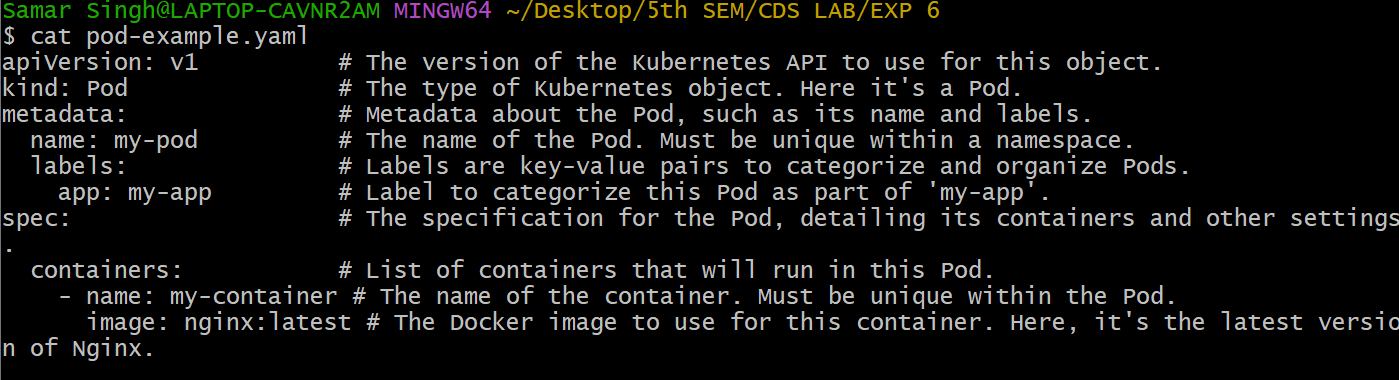 Samar Singh@LAPTOP-CAVNR2AM MINGW64 ~/Desktop/5th SEM/CDS LAB/EXP 6
$ cat pod-example.yaml
apiVersion: v1          # The version of the Kubernetes API to use for this object.
kind: Pod               # The type of Kubernetes object. Here it's a Pod.
metadata:               # Metadata about the Pod, such as its name and labels.
  name: my-pod          # The name of the Pod. Must be unique within a namespace.
  labels:               # Labels are key-value pairs to categorize and organize Pods.
    app: my-app         # Label to categorize this Pod as part of 'my-app'.
spec:                   # The specification for the Pod, detailing its containers and other settings
.
  containers:           # List of containers that will run in this Pod.
    - name: my-container # The name of the container. Must be unique within the Pod.
      image: nginx:latest # The Docker image to use for this container. Here, it's the latest versio
n of Nginx.